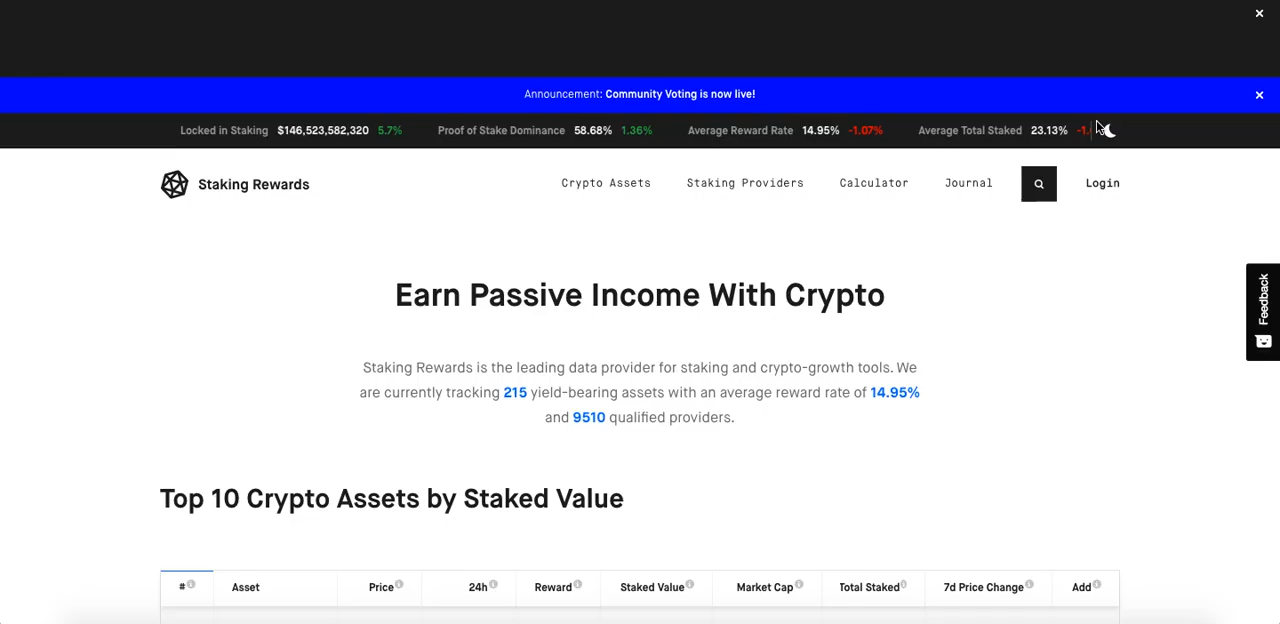 Announcement: Community Voting is now live!
Locked in Staking $146,523,582,320 5.7% Proof of Stake Dominance 58.68% 1.36% Average Reward Rate 14.95% -1.07% Average Total Staked 23.13% -1.
Staking Rewards Crypto Assets Staking Providers Calculator Journal Login
Feedback
Earn Passive Income With Crypto
Staking Rewards is the leading data provider for staking and crypto-growth tools. We
are currently tracking 215 yield-bearing assets with an average reward rate of 14.95%
and 9510 qualified providers.
Top 10 Crypto Assets by Staked Value
# Asset Price 24h Reward Staked Value Market Cap Total Staked 7d Price Change Add